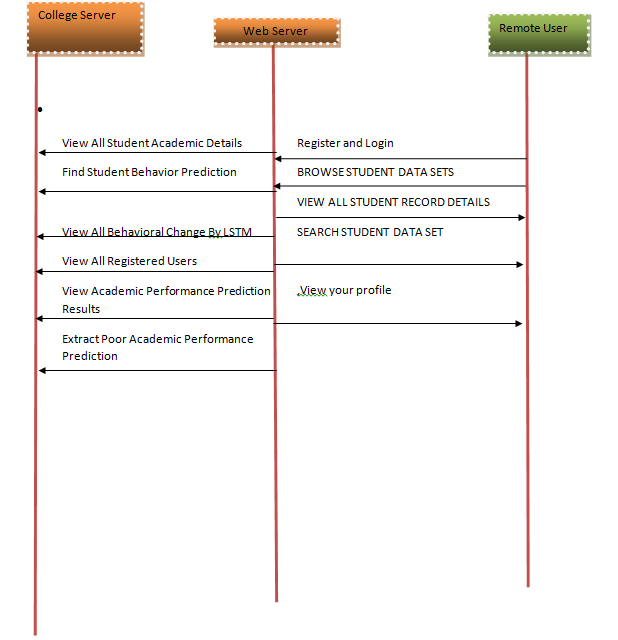 College Server
Web Server
Remote User
View All Student Academic Details
Register and Login
Find Student Behavior Prediction
BROWSE STUDENT DATA SETS
VIEW ALL STUDENT RECORD DETAILS
View All Behavioral Change By LSTM
SEARCH STUDENT DATA SET
View All Registered Users
View Academic Performance Prediction
Results
.View your profile
Extract Poor Academic Performance
Prediction